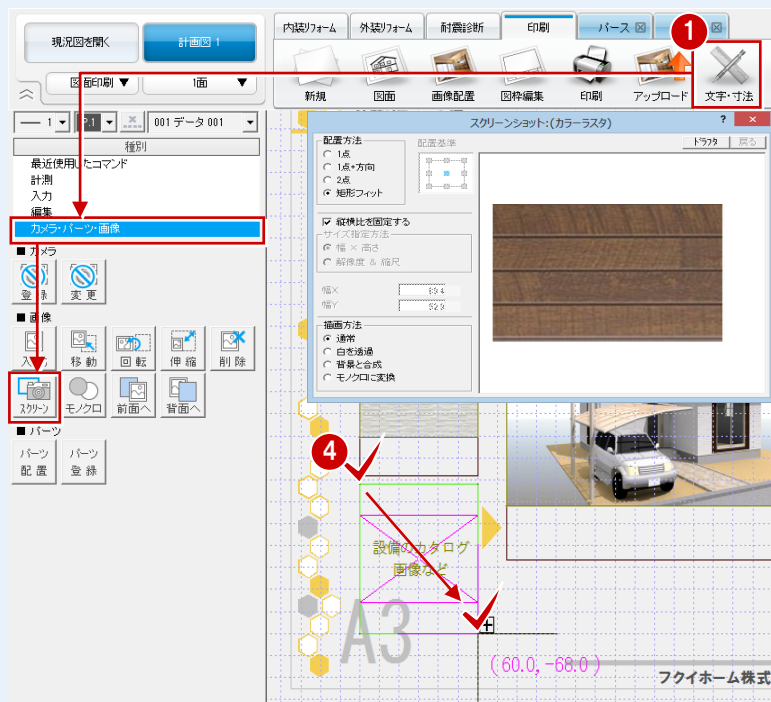 内装リフォーム 外装リフォーム 耐震診断 印刷 パース
現況図を開く 計画図 1
1
図面印刷▼ 1面 ▼
新規 図面 画像配置 図枠編集 印刷 アップロード 文字・寸法
1 P.1 001 データ 001
種別
最近使用したコマンド
計測
入力
編集
カメラ・パーツ・画像
■ カメラ
登録 変更
■ 画像
入力 移動 回転 伸縮 削除
スクリーン モノクロ 前面へ 背面へ
■ パーツ
パーツ配置 パーツ登録
スクリーンショット:(カラーラスタ) ? ×
配置方法 配置基準 ドラフタ 戻る
1点
1点+方向
2点
矩形フィット
縦横比を固定する
サイズ指定方法
幅 × 高さ
解像度 & 縮尺
幅X 89.4
幅Y 52.9
描画方法
通常
白を透過
背景と合成
モノクロに変換
4
設備のカタログ
画像など
A3
( 60.0, -68.0 )
フクイホーム株式